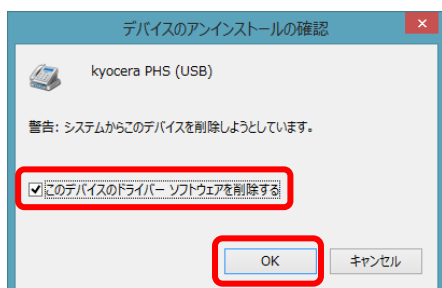 デバイスのアンインストールの確認
kyocera PHS (USB)
警告: システムからこのデバイスを削除しようとしています。
このデバイスのドライバー ソフトウェアを削除する
OK
キャンセル